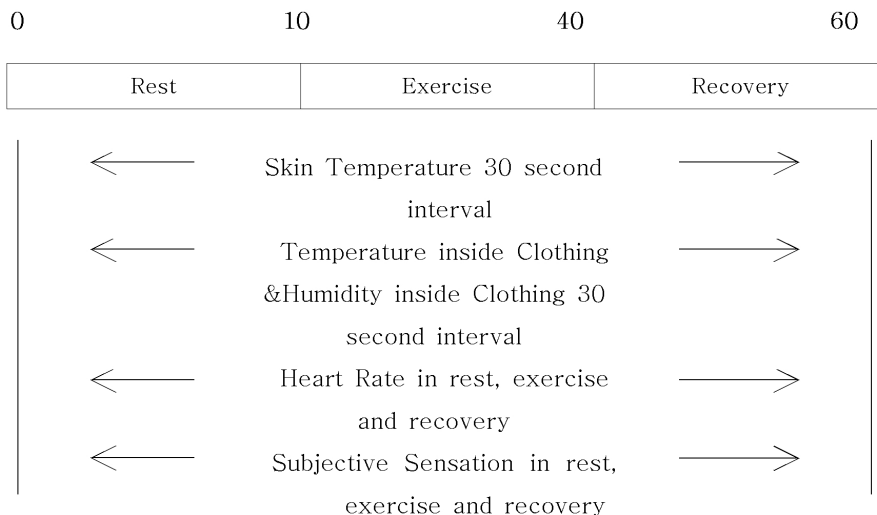 0 10 40 60
Rest Exercise Recovery
Skin Temperature 30 second
interval
Temperature inside Clothing
&Humidity inside Clothing 30
second interval
Heart Rate in rest, exercise
and recovery
Subjective Sensation in rest,
exercise and recovery